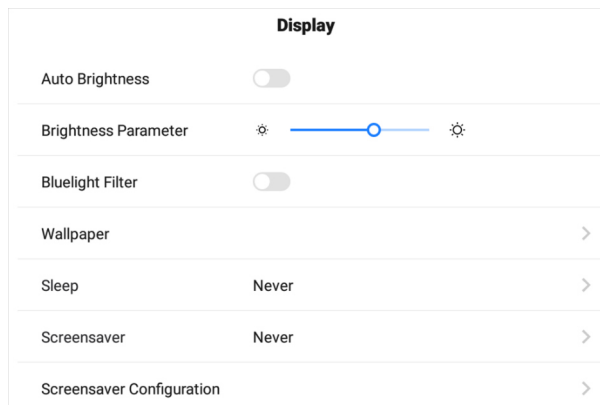 Display
Auto Brightness
Brightness Parameter
Bluelight Filter
Wallpaper
Sleep Never
Screensaver Never
Screensaver Configuration